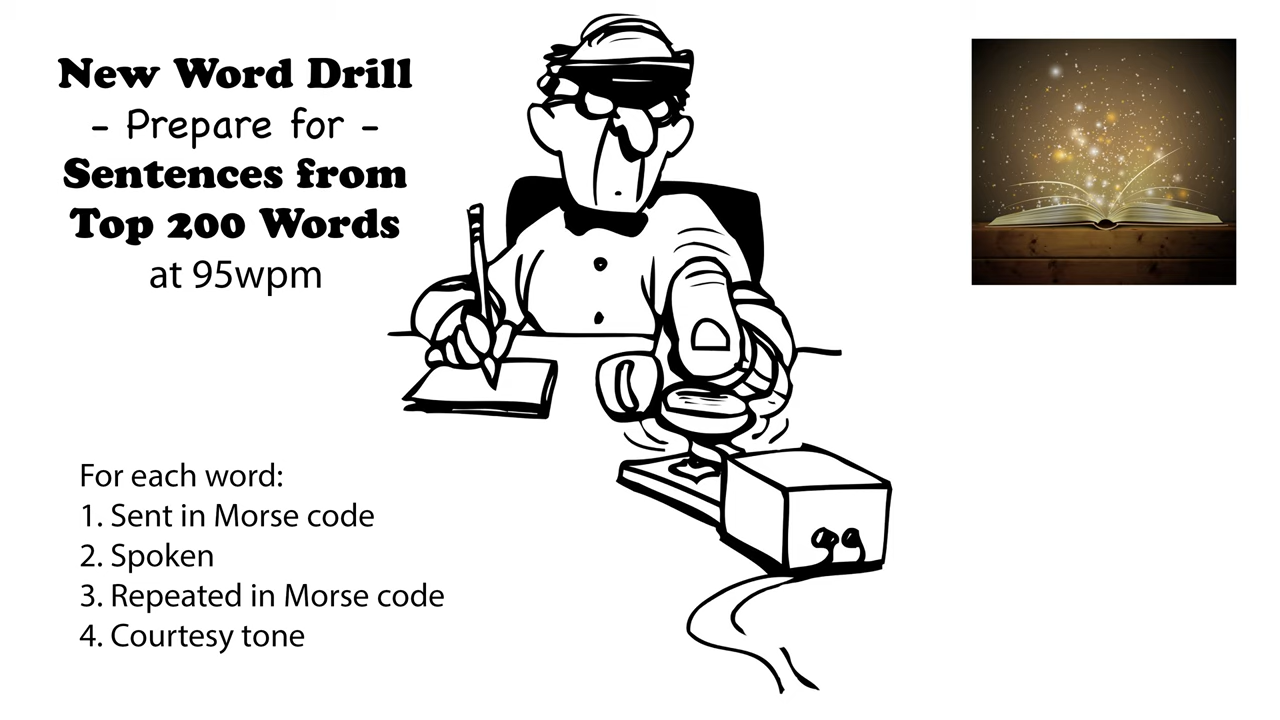 New Word Drill
- Prepare for -
Sentences from
Top 200 Words
at 95wpm
For each word:
1. Sent in Morse code
2. Spoken
3. Repeated in Morse code
4. Courtesy tone